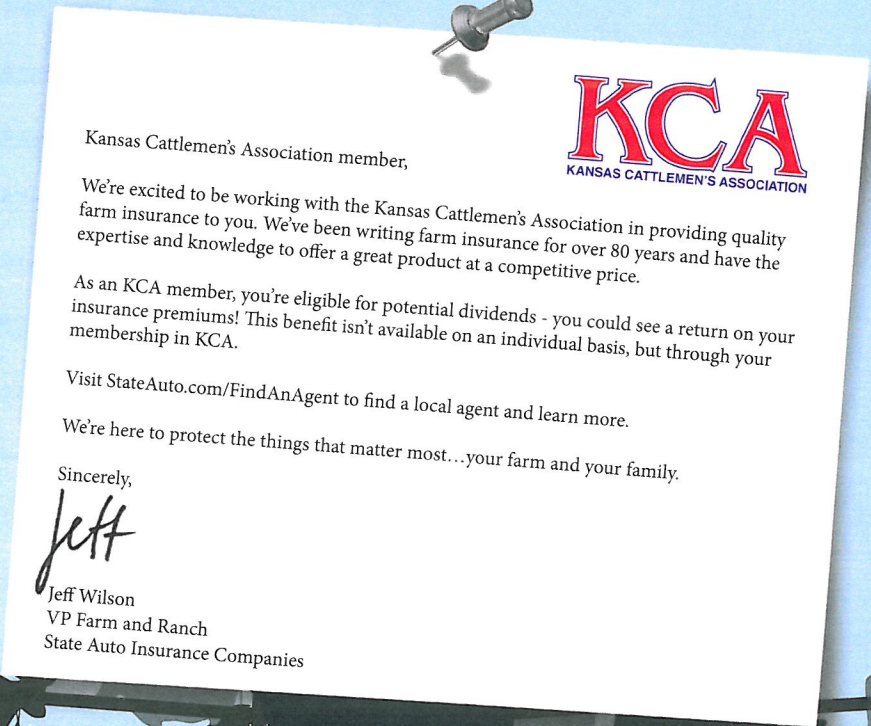 KCA
KANSAS CATTLEMEN'S ASSOCIATION
Kansas Cattlemen's Association member,
We're excited to be working with the Kansas Cattlemen's Association in providing quality
farm insurance to you. We've been writing farm insurance for over 80 years and have the
expertise and knowledge to offer a great product at a competitive price.
As an KCA member, you're eligible for potential dividends - you could see a return on your
insurance premiums! This benefit isn't available on an individual basis, but through your
membership in KCA.
Visit StateAuto.com/FindAnAgent to find a local agent and learn more.
We're here to protect the things that matter most…your farm and your family.
Sincerely,
Jeff
Jeff Wilson
VP Farm and Ranch
State Auto Insurance Companies